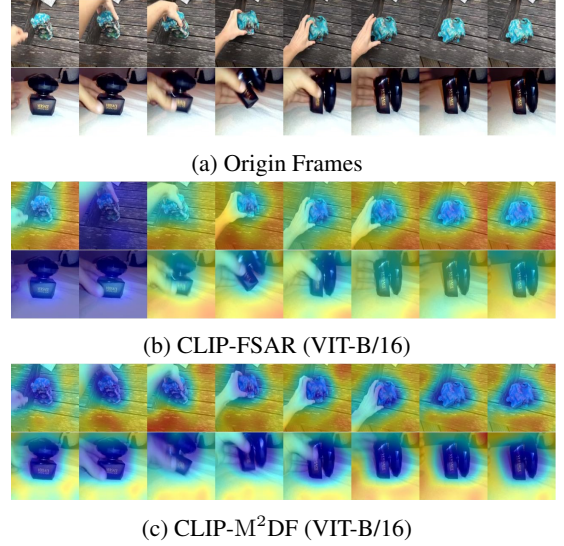 (a) Origin Frames
(b) CLIP-FSAR (VIT-B/16)
(c) CLIP-M²DF (VIT-B/16)